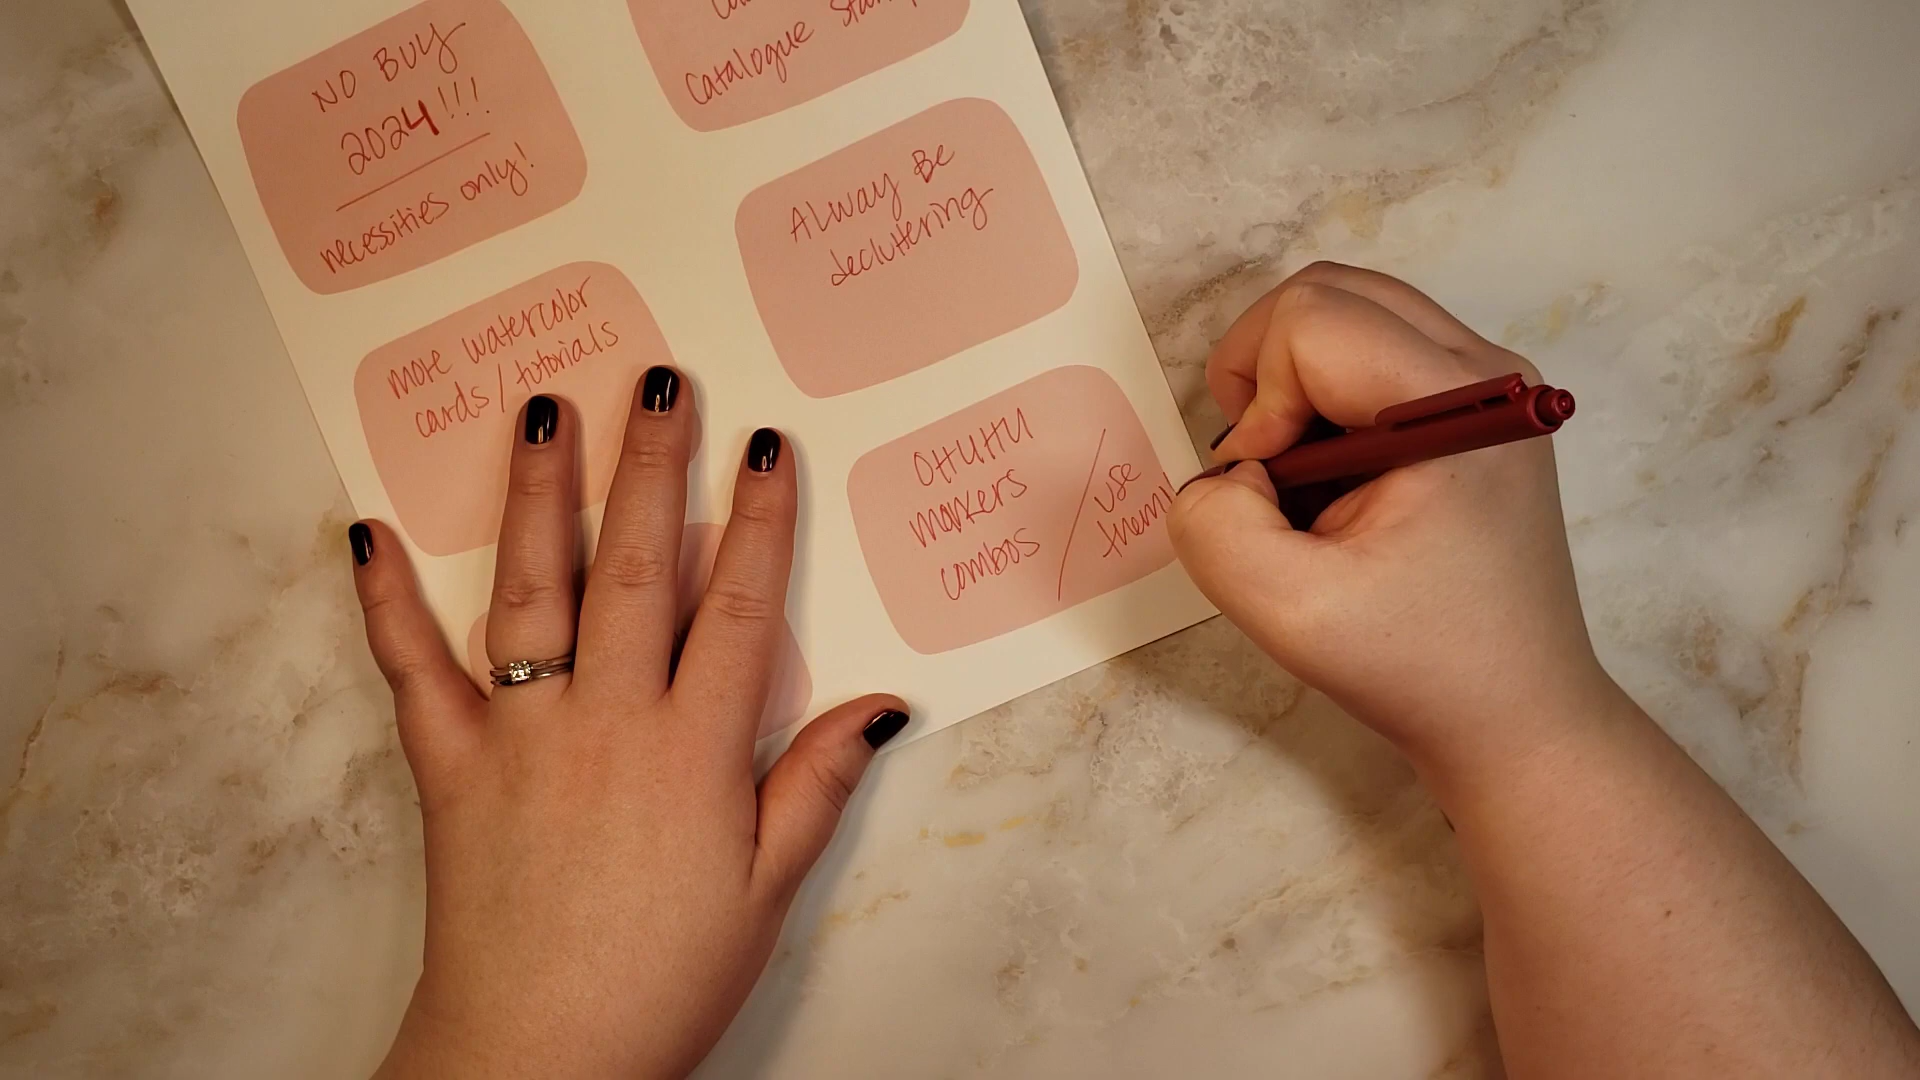 NO BUY
2024!!!
necessities only!
Catalogue
Alway Be
decluttering
more watercolor
cards / tutorials
OHUHU
markers
combos /
use
them!